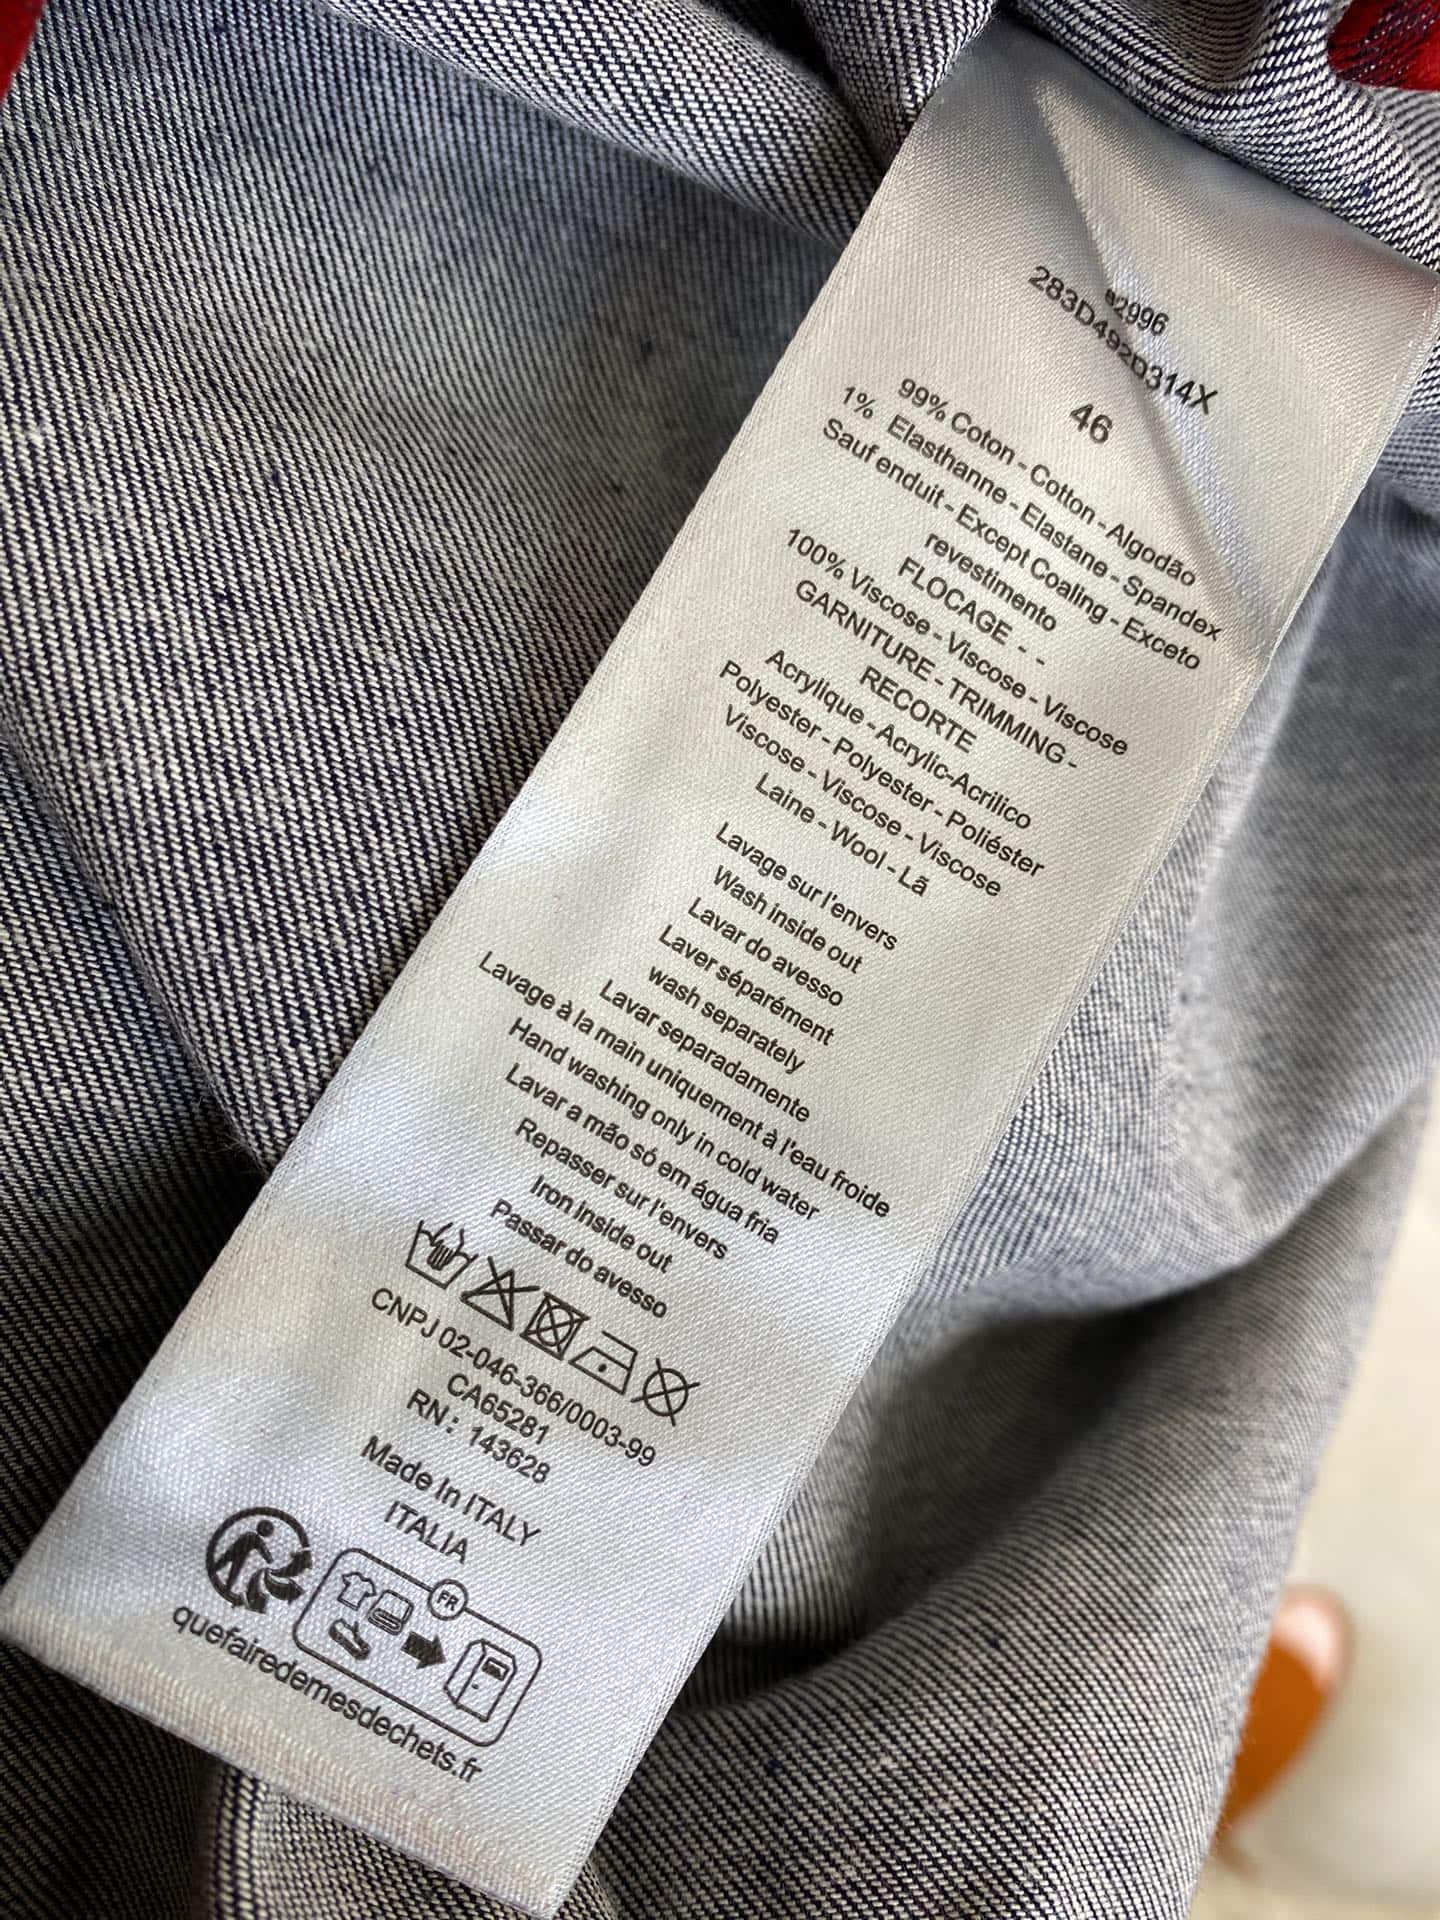 e2996
283D492D314X
46
99% Coton - Cotton - Algodão
1% Elasthanne - Elastane - Spandex
Sauf enduit - Except Coaling - Exceto
revestimento
FLOCAGE - -
100% Viscose - Viscose - Viscose
GARNITURE - TRIMMING -
RECORTE
Acrylique - Acrylic-Acrilico
Polyester - Polyester - Poliéster
Viscose - Viscose - Viscose
Laine - Wool - Lã
Lavage sur l'envers
Wash inside out
Lavar do avesso
Laver séparément
wash separately
Lavar separadamente
Lavage à la main uniquement à l'eau froide
Hand washing only in cold water
Lavar a mão só em água fria
Repasser sur l'envers
Iron inside out
Passar do avesso
CNPJ 02-046-366/0003-99
CA65281
RN : 143628
Made In ITALY
ITALIA
FR
quefairedemesdechets.fr